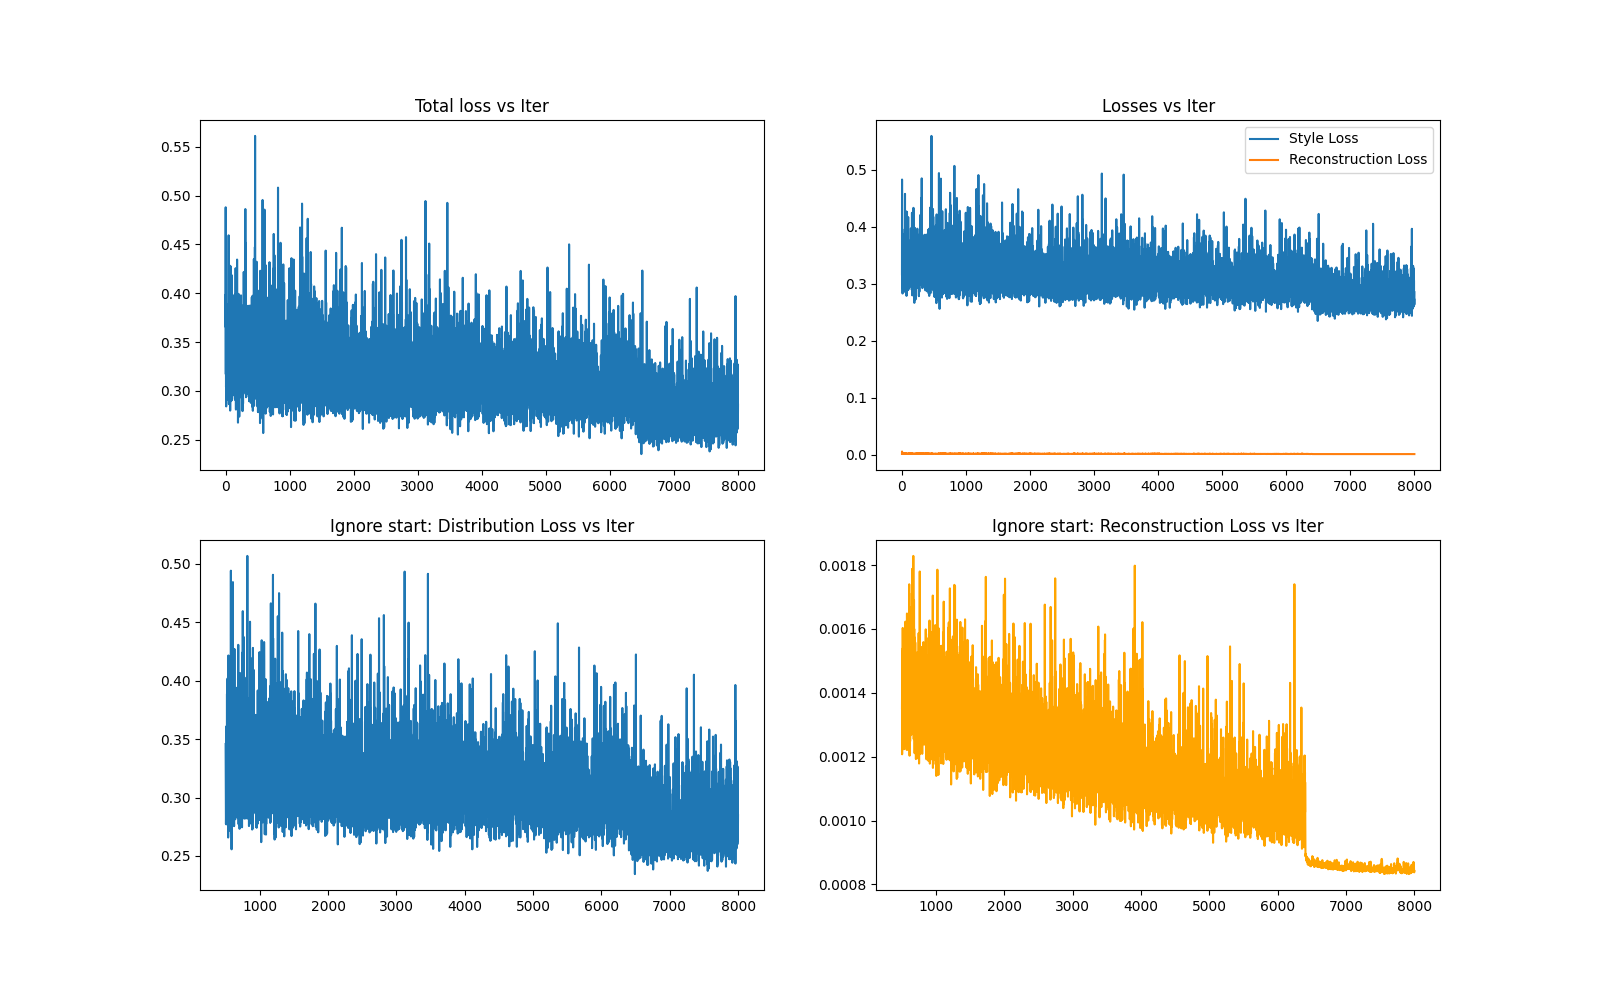 Total loss vs Iter
0.55
0.50
0.45
0.40
0.35
0.30
0.25
0 1000 2000 3000 4000 5000 6000 7000 8000
Losses vs Iter
Style Loss
Reconstruction Loss
0.5
0.4
0.3
0.2
0.1
0.0
0 1000 2000 3000 4000 5000 6000 7000 8000
Ignore start: Distribution Loss vs Iter
0.50
0.45
0.40
0.35
0.30
0.25
1000 2000 3000 4000 5000 6000 7000 8000
Ignore start: Reconstruction Loss vs Iter
0.0018
0.0016
0.0014
0.0012
0.0010
0.0008
1000 2000 3000 4000 5000 6000 7000 8000